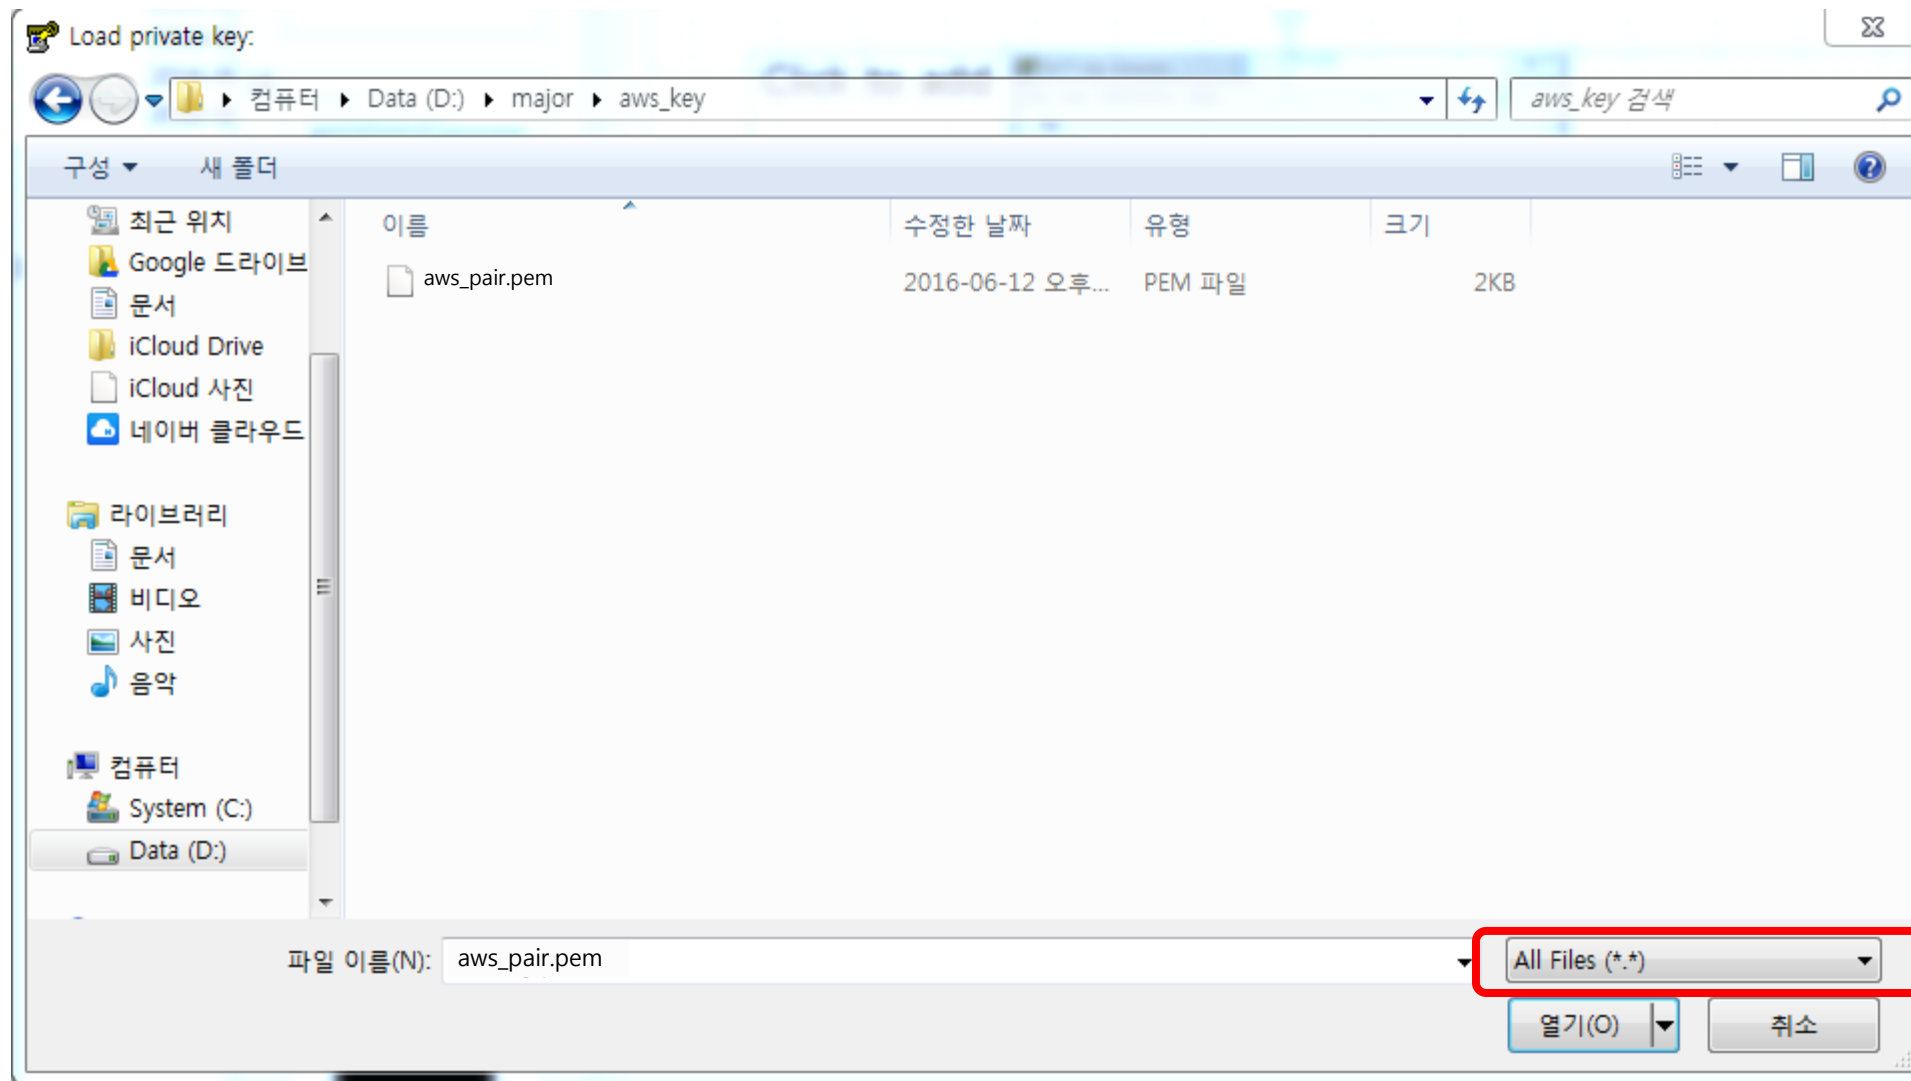 Load private key:
컴퓨터 Data (D:) major aws_key
aws_key 검색
구성 새 폴더
이름 수정한 날짜 유형 크기
aws_pair.pem 2016-06-12 오후... PEM 파일 2KB
최근 위치
Google 드라이브
문서
iCloud Drive
iCloud 사진
네이버 클라우드
라이브러리
문서
비디오
사진
음악
컴퓨터
System (C:)
Data (D:)
파일 이름(N): aws_pair.pem
All Files (*.*)
열기(O) 취소
Click to add